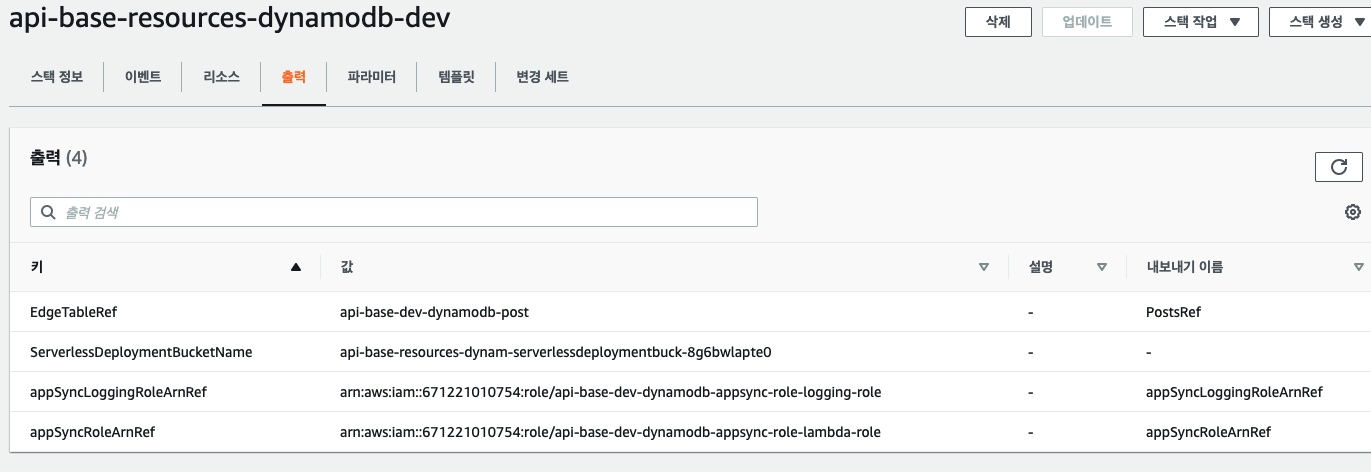 api-base-resources-dynamodb-dev
삭제 업데이트 스택 작업 스택 생성
스택 정보 이벤트 리소스 출력 파라미터 템플릿 변경 세트
출력 (4)
출력 검색
키 값 설명 내보내기 이름
EdgeTableRef api-base-dev-dynamodb-post - PostsRef
ServerlessDeploymentBucketName api-base-resources-dynam-serverlessdeploymentbuck-8g6bwlapte0 - -
appSyncLoggingRoleArnRef arn:aws:iam::671221010754:role/api-base-dev-dynamodb-appsync-role-logging-role - appSyncLoggingRoleArnRef
appSyncRoleArnRef arn:aws:iam::671221010754:role/api-base-dev-dynamodb-appsync-role-lambda-role - appSyncRoleArnRef